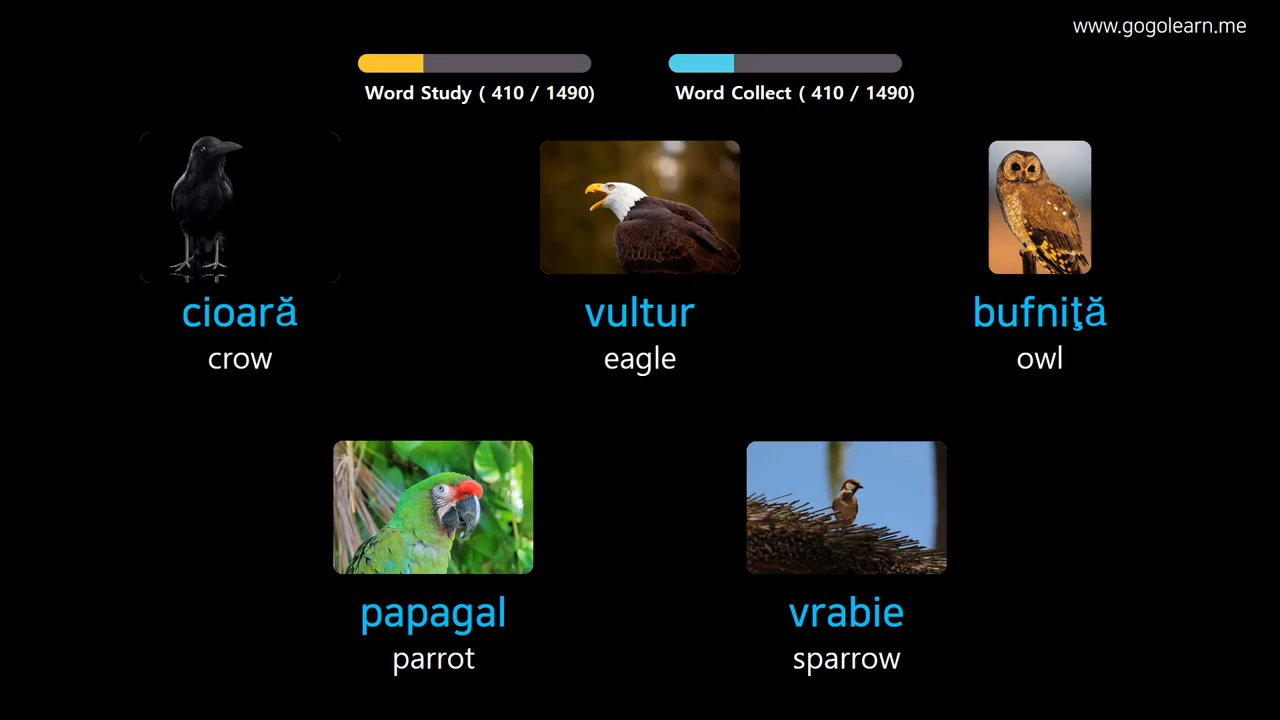 www.gogolearn.me
Word Study ( 410 / 1490)
Word Collect ( 410 / 1490)
cioară
crow
vultur
eagle
bufniţă
owl
papagal
parrot
vrabie
sparrow